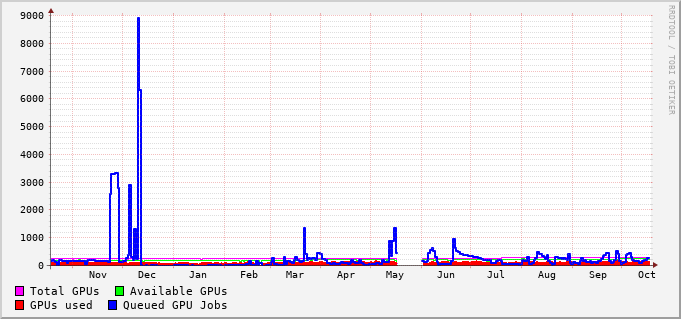 9000
8000
7000
6000
5000
4000
3000
2000
1000
0
Nov Dec Jan Feb Mar Apr May Jun Jul Aug Sep Oct
Total GPUs Available GPUs
GPUs used Queued GPU Jobs
RRDTOOL / TOBI OETIKER